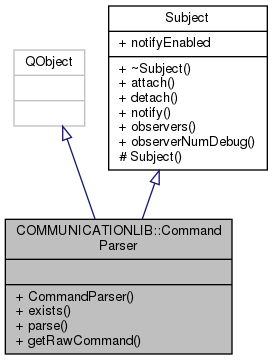 Subject
+ notifyEnabled
+ ~Subject()
+ attach()
+ detach()
+ notify()
+ observers()
+ observerNumDebug()
# Subject()
QObject
COMMUNICATIONLIB::Command
Parser
+ CommandParser()
+ exists()
+ parse()
+ getRawCommand()